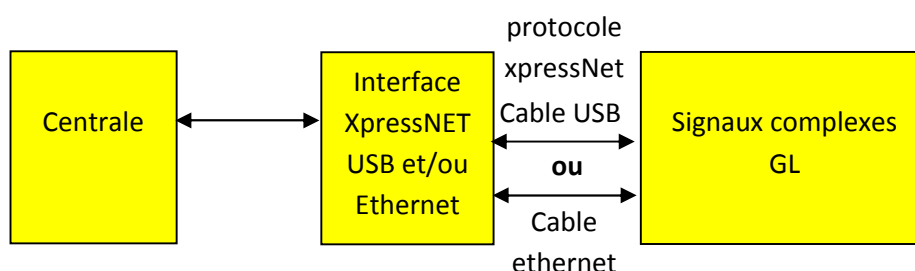 Centrale
Interface
XpressNET
USB et/ou
Ethernet
protocole
xpressNet
Cable USB
ou
Cable
ethernet
Signaux complexes
GL